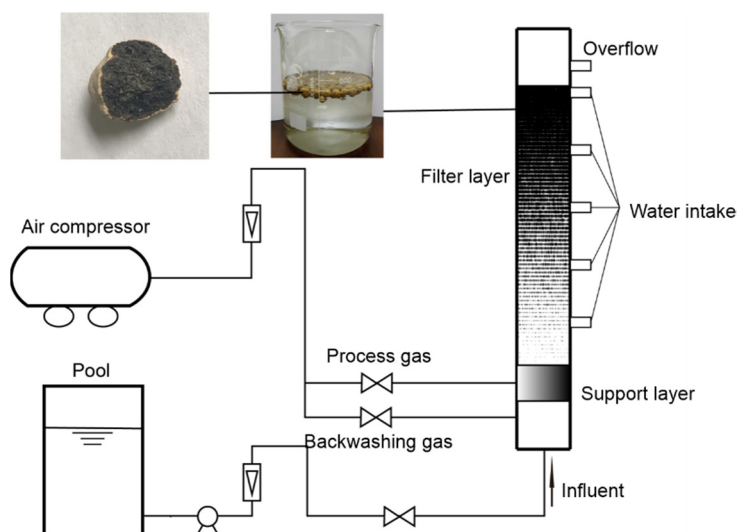 Overflow
Filter layer
Water intake
Air compressor
Process gas
Pool
Support layer
Backwashing gas
Influent